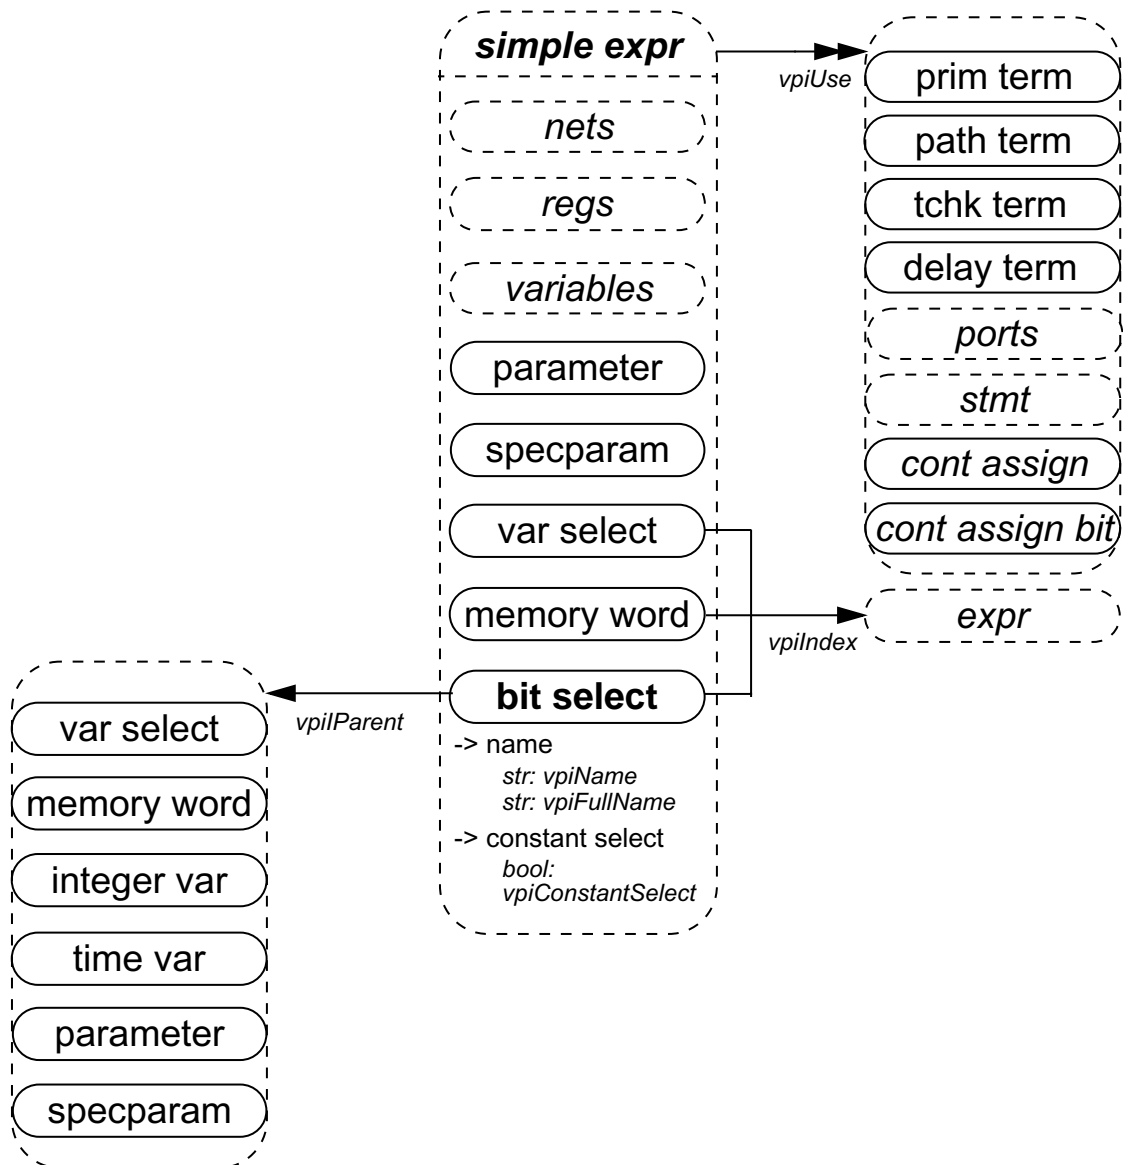 simple expr
nets
regs
variables
parameter
specparam
var select
memory word
bit select
-> name
str: vpiName
str: vpiFullName
-> constant select
bool:
vpiConstantSelect
vpiUse
prim term
path term
tchk term
delay term
ports
stmt
cont assign
cont assign bit
vpiIndex
expr
vpiIParent
var select
memory word
integer var
time var
parameter
specparam